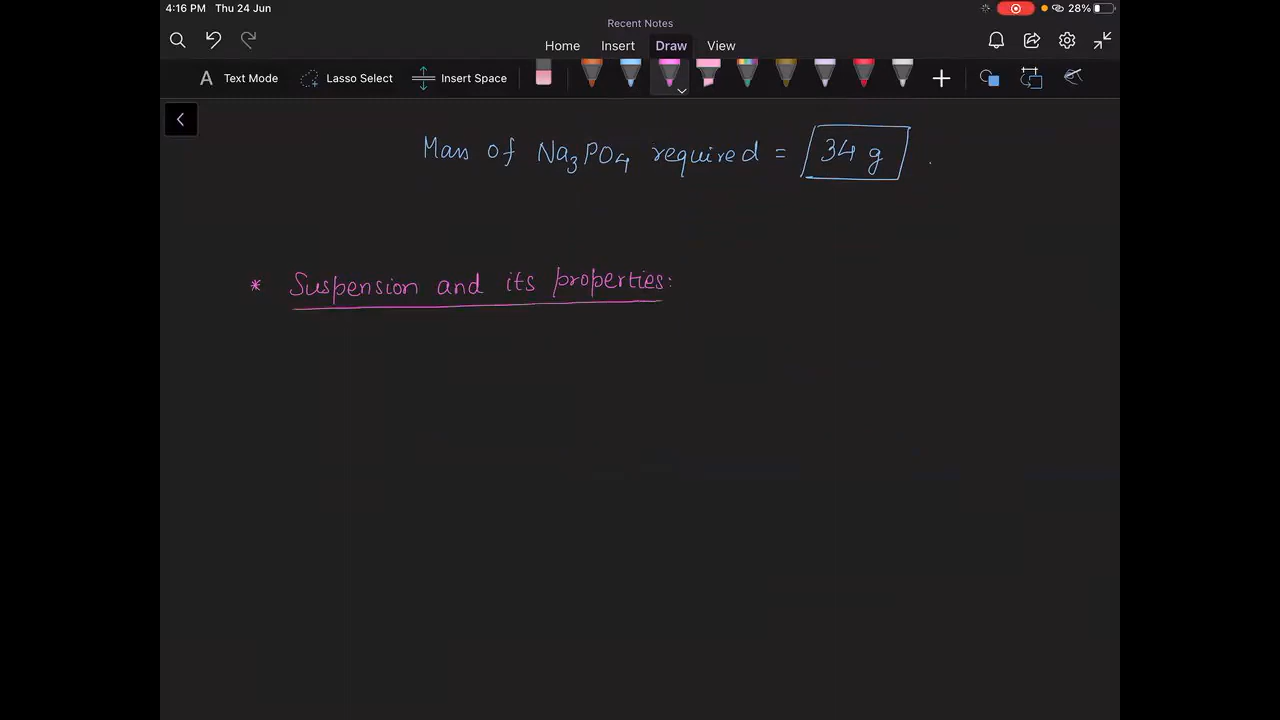 4:16 PM Thu 24 Jun
28%
Recent Notes
Home Insert Draw View
A Text Mode Lasso Select Insert Space
Mass of Na₃PO₄ required = 34 g .
* Suspension and its properties: